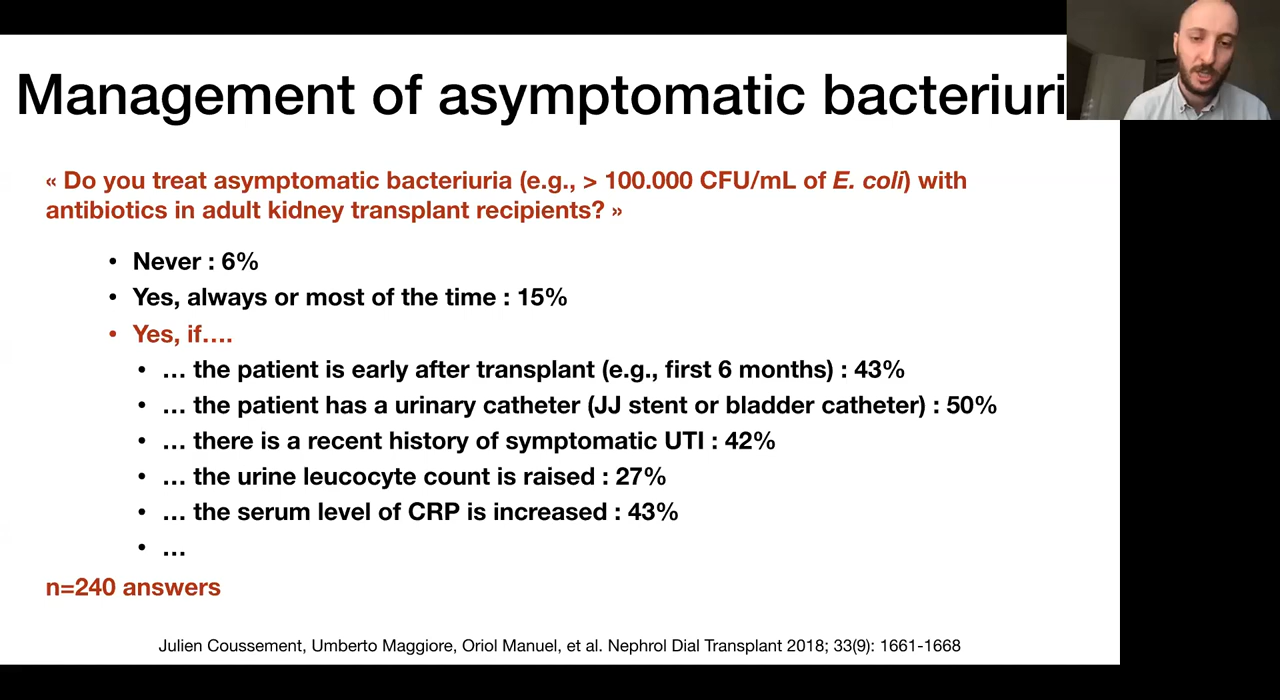 Management of asymptomatic bacteriuri
« Do you treat asymptomatic bacteriuria (e.g., > 100.000 CFU/mL of E. coli) with
antibiotics in adult kidney transplant recipients? »
• Never : 6%
• Yes, always or most of the time : 15%
• Yes, if….
• … the patient is early after transplant (e.g., first 6 months) : 43%
• … the patient has a urinary catheter (JJ stent or bladder catheter) : 50%
• … there is a recent history of symptomatic UTI : 42%
• … the urine leucocyte count is raised : 27%
• … the serum level of CRP is increased : 43%
• …
n=240 answers
Julien Coussement, Umberto Maggiore, Oriol Manuel, et al. Nephrol Dial Transplant 2018; 33(9): 1661-1668